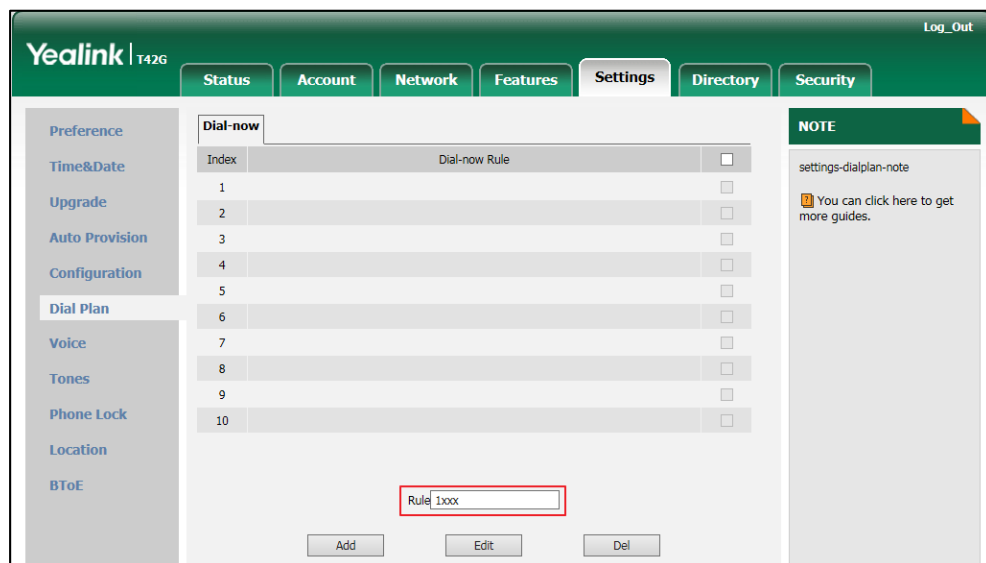 Log_Out
Yealink | T42G
Status Account Network Features Settings Directory Security
Preference
Time&Date
Upgrade
Auto Provision
Configuration
Dial Plan
Voice
Tones
Phone Lock
Location
BToE
Dial-now
Index Dial-now Rule
1
2
3
4
5
6
7
8
9
10
Rule 1xxx
Add Edit Del
NOTE
settings-dialplan-note
? You can click here to get
more guides.